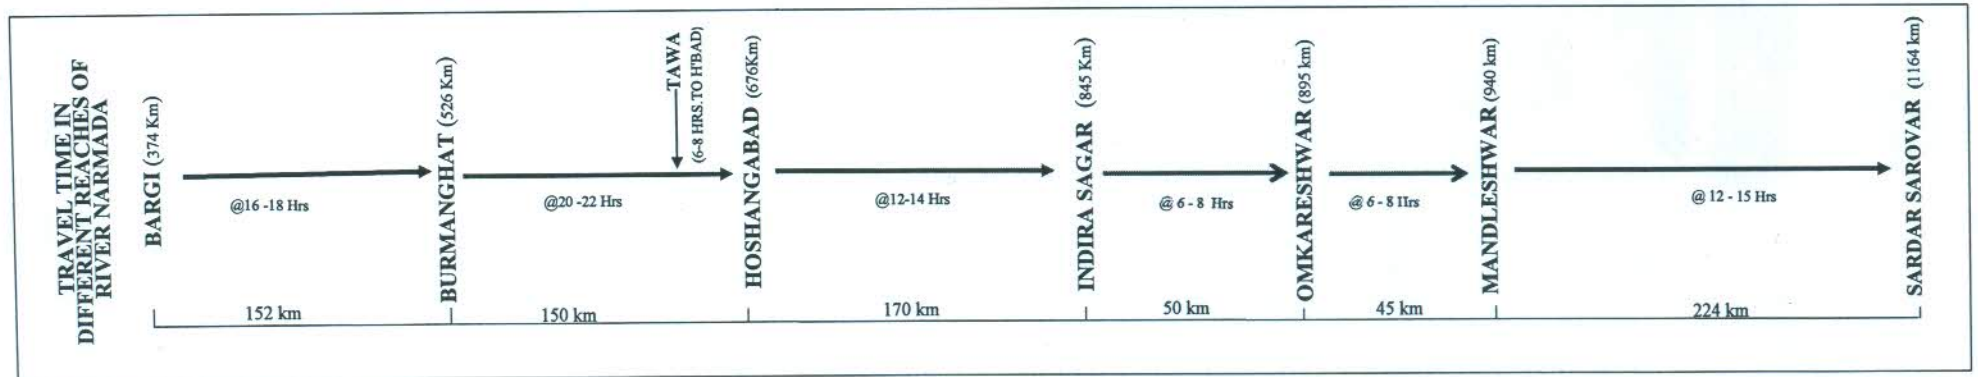 TRAVEL TIME IN
DIFFERENT REACHES OF
RIVER NARMADA
BARGI (374 Km)
@16 -18 Hrs
BURMANGHAT (526 Km)
@20 -22 Hrs
TAWA
(6-8 HRS.TO H'BAD)
HOSHANGABAD (676Km)
@12-14 Hrs
INDIRA SAGAR (845 Km)
@ 6 - 8 Hrs
OMKARESHWAR (895 km)
@ 6 - 8 Hrs
MANDLESHWAR (940 km)
@ 12 - 15 Hrs
SARDAR SAROVAR (1164 km)
152 km
150 km
170 km
50 km
45 km
224 km